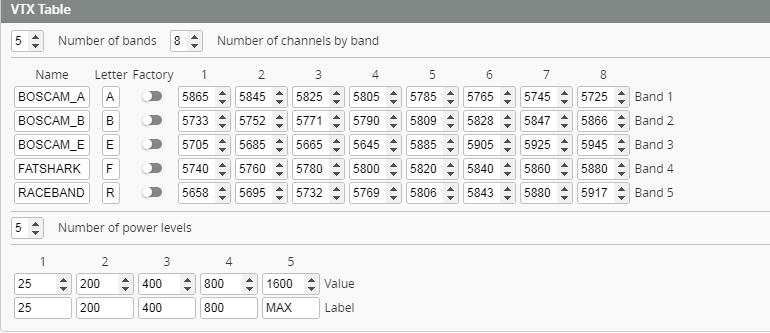 VTX Table
5 Number of bands 8 Number of channels by band
Name Letter Factory 1 2 3 4 5 6 7 8
BOSCAM_A A 5865 5845 5825 5805 5785 5765 5745 5725 Band 1
BOSCAM_B B 5733 5752 5771 5790 5809 5828 5847 5866 Band 2
BOSCAM_E E 5705 5685 5665 5645 5885 5905 5925 5945 Band 3
FATSHARK F 5740 5760 5780 5800 5820 5840 5860 5880 Band 4
RACEBAND R 5658 5695 5732 5769 5806 5843 5880 5917 Band 5
5 Number of power levels
1 2 3 4 5
25 200 400 800 1600 Value
25 200 400 800 MAX Label